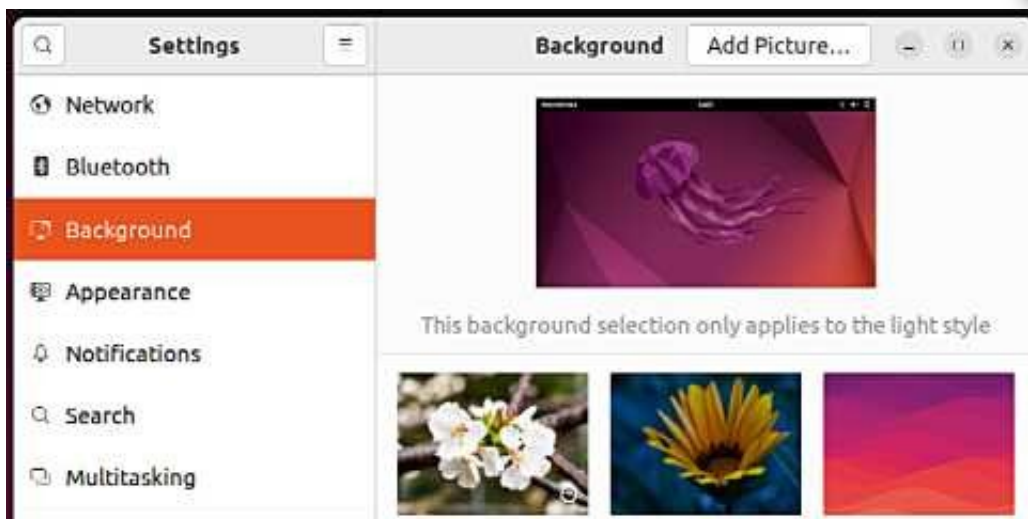 Settings
Background
Add Picture...
Network
Bluetooth
Background
Appearance
Notifications
Search
Multitasking
This background selection only applies to the light style